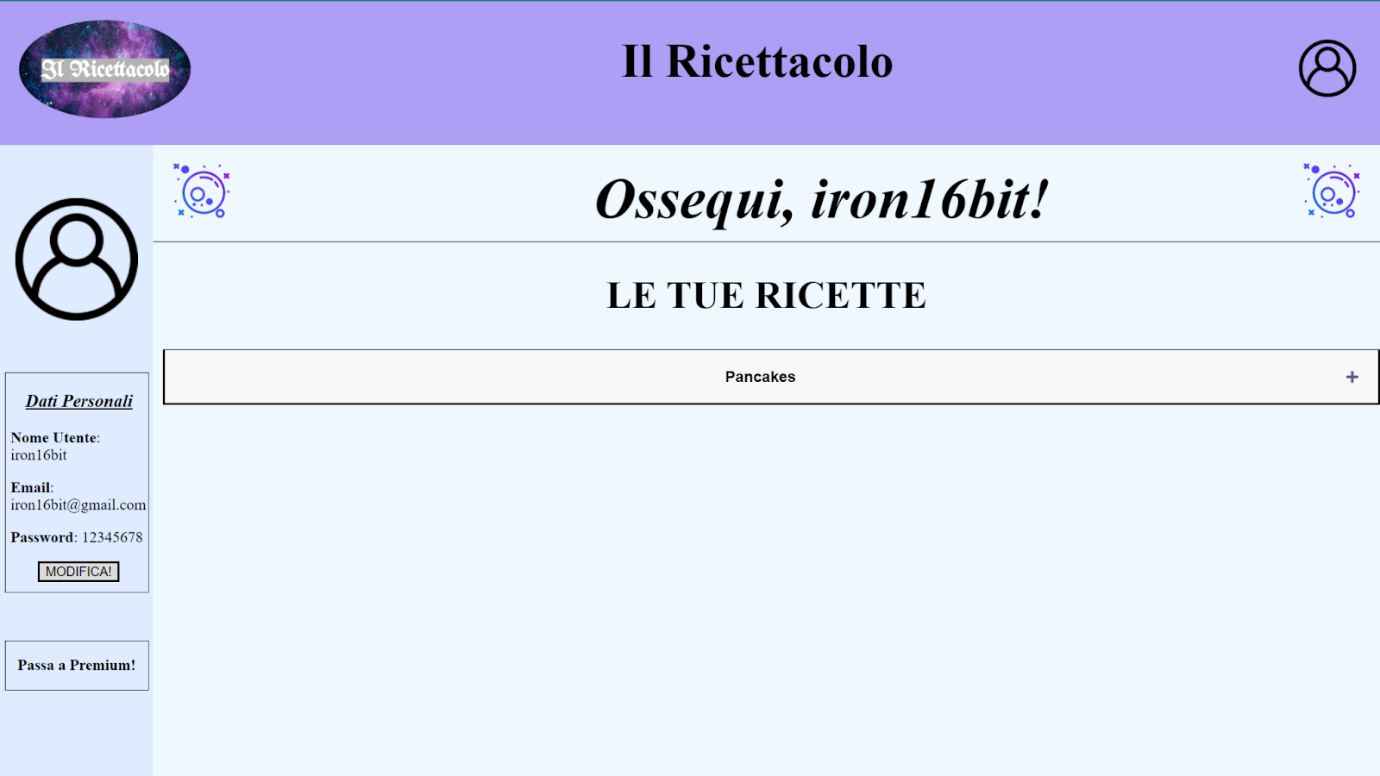 Il Ricettacolo
Il Ricettacolo
Ossequi, iron16bit!
LE TUE RICETTE
Pancakes
+
Dati Personali
Nome Utente:
iron16bit
Email:
iron16bit@gmail.com
Password: 12345678
MODIFICA!
Passa a Premium!